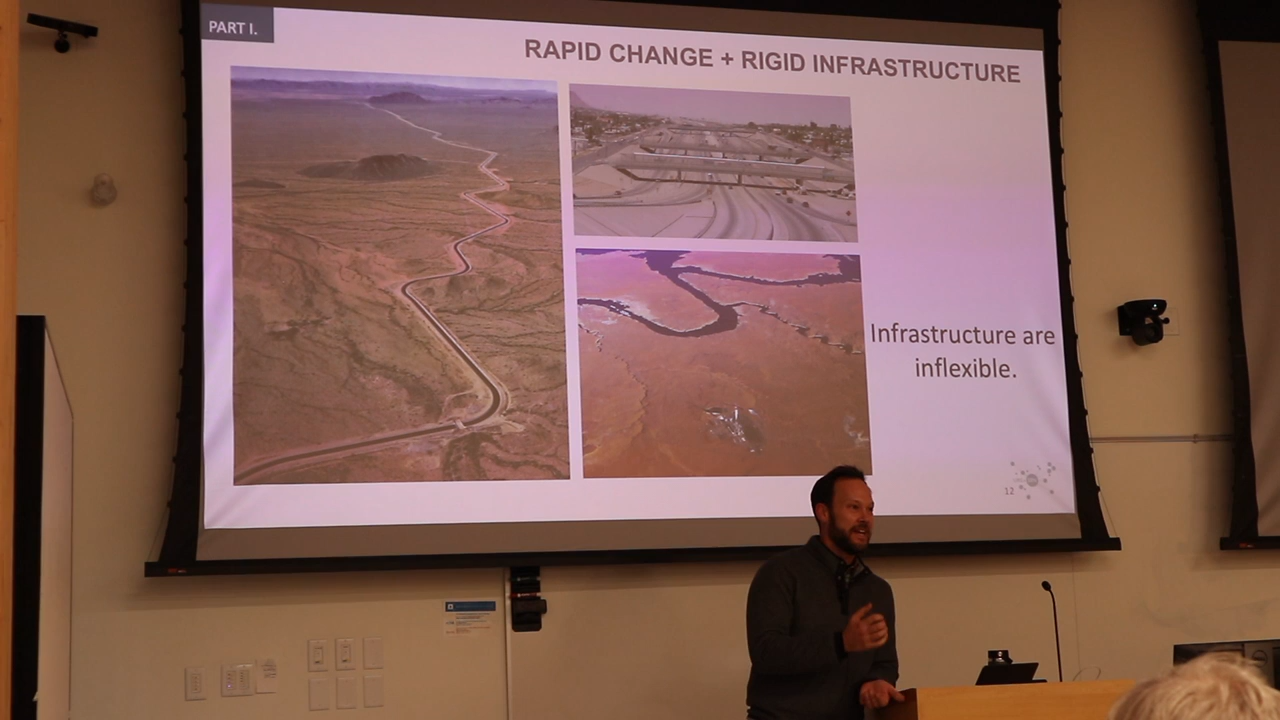 PART I.
RAPID CHANGE + RIGID INFRASTRUCTURE
Infrastructure are
inflexible.
12